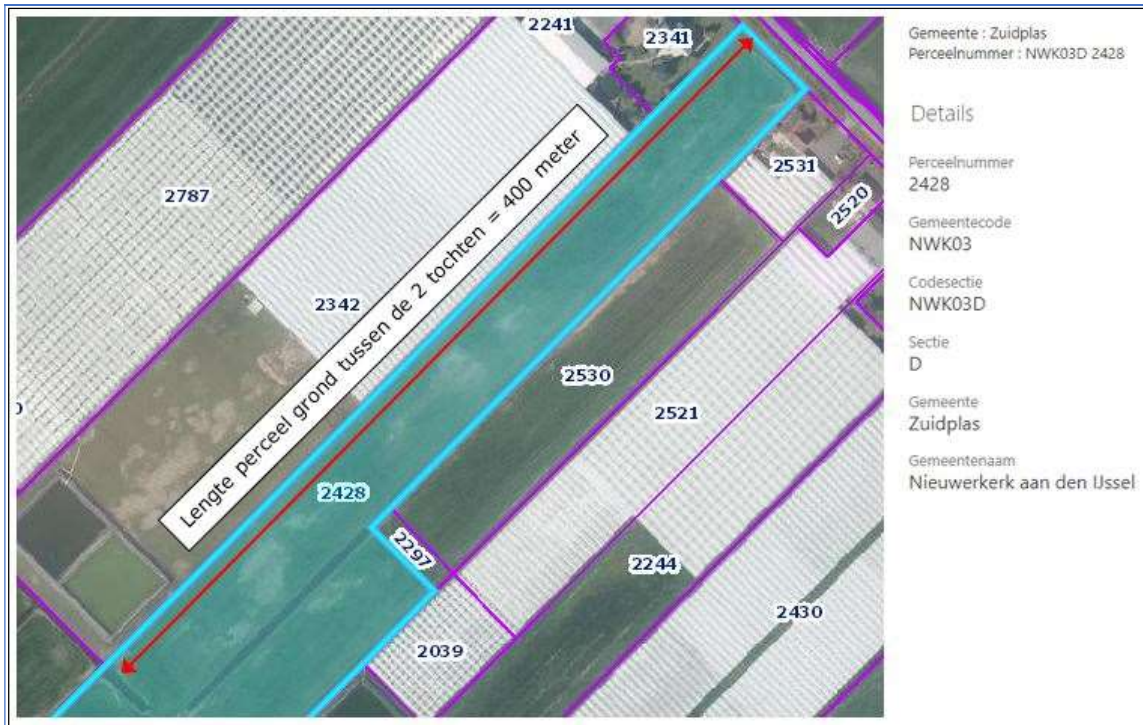 2241
2341
2787
2531
2520
2342
Lengte perceel grond tussen de 2 tochten = 400 meter
2530
2521
2428
2297
2244
2430
2039
Gemeente : Zuidplas
Perceelnummer : NWK03D 2428
Details
Perceelnummer
2428
Gemeentecode
NWK03
Codesectie
NWK03D
Sectie
D
Gemeente
Zuidplas
Gemeentenaam
Nieuwerkerk aan den IJssel